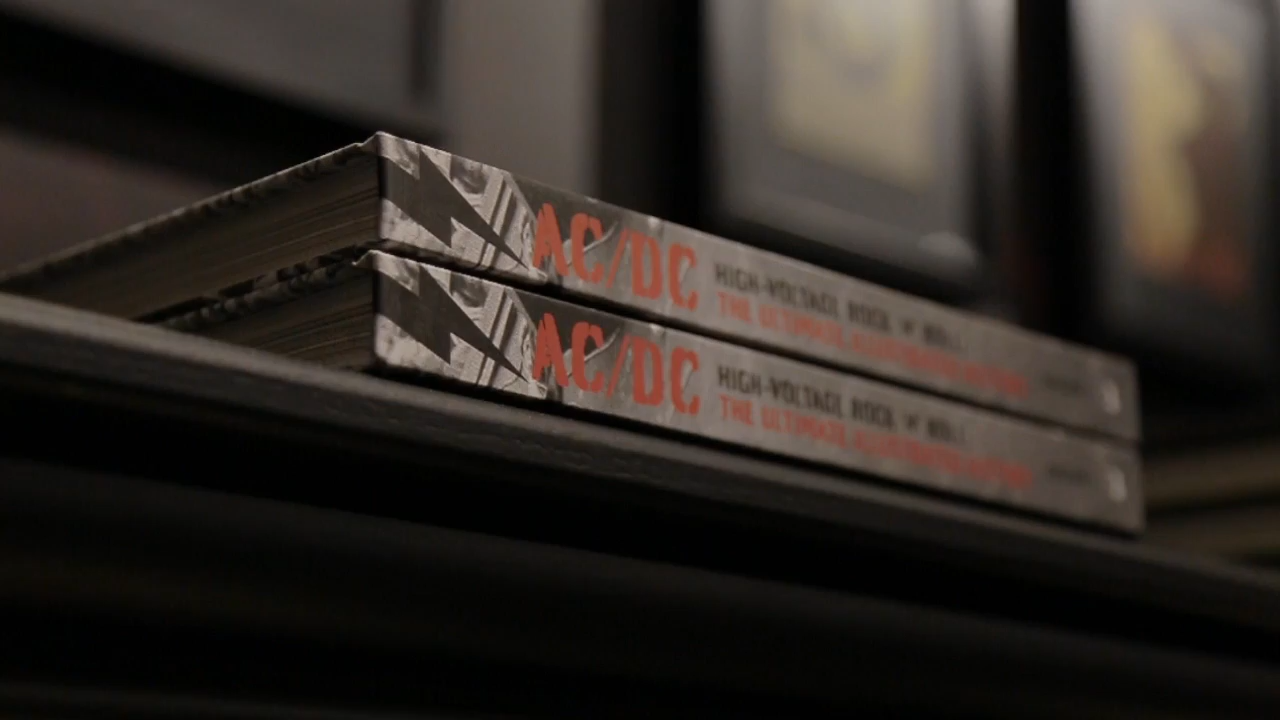 AC/DC
HIGH-VOLTAGE ROCK 'N' ROLL
THE ULTIMATE ILLUSTRATED HISTORY
AC/DC
HIGH-VOLTAGE ROCK 'N' ROLL
THE ULTIMATE ILLUSTRATED HISTORY